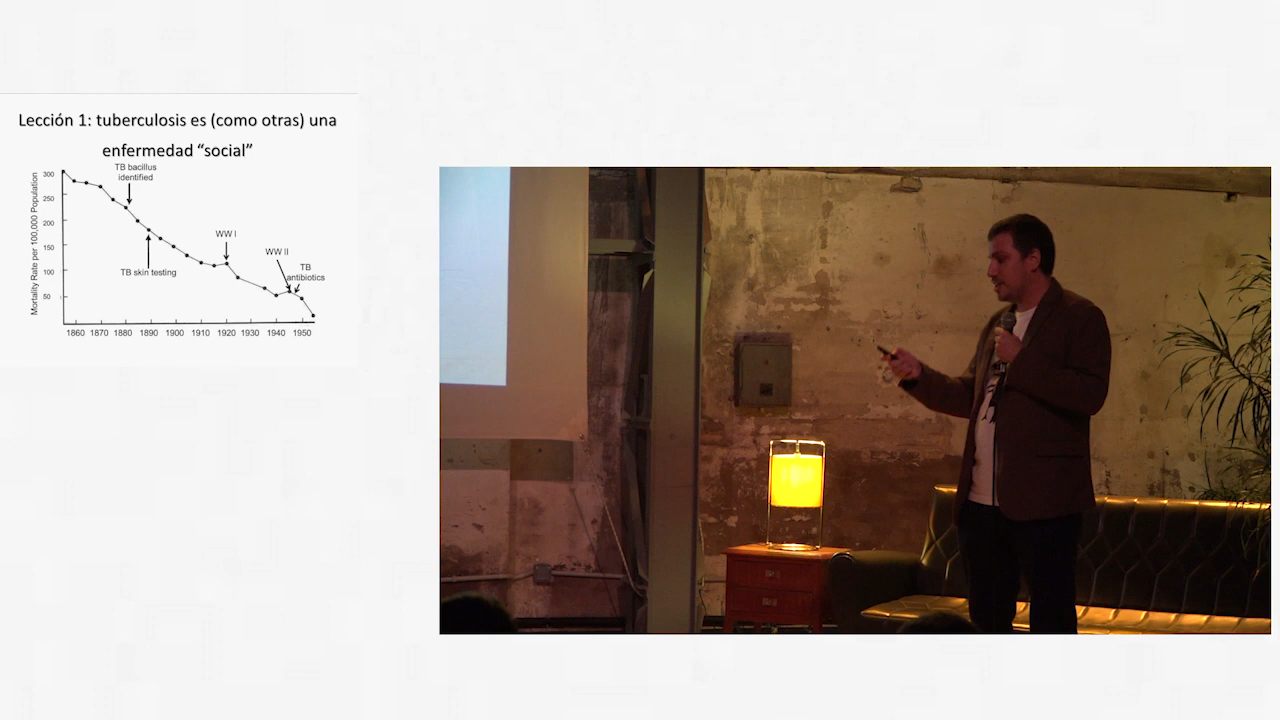 Lección 1: tuberculosis es (como otras) una
enfermedad “social”
TB bacillus
identified
Mortality Rate per 100,000 Population
300
250
200
150
100
50
TB skin testing
WW I
WW II
TB
antibiotics
1860 1870 1880 1890 1900 1910 1920 1930 1940 1950